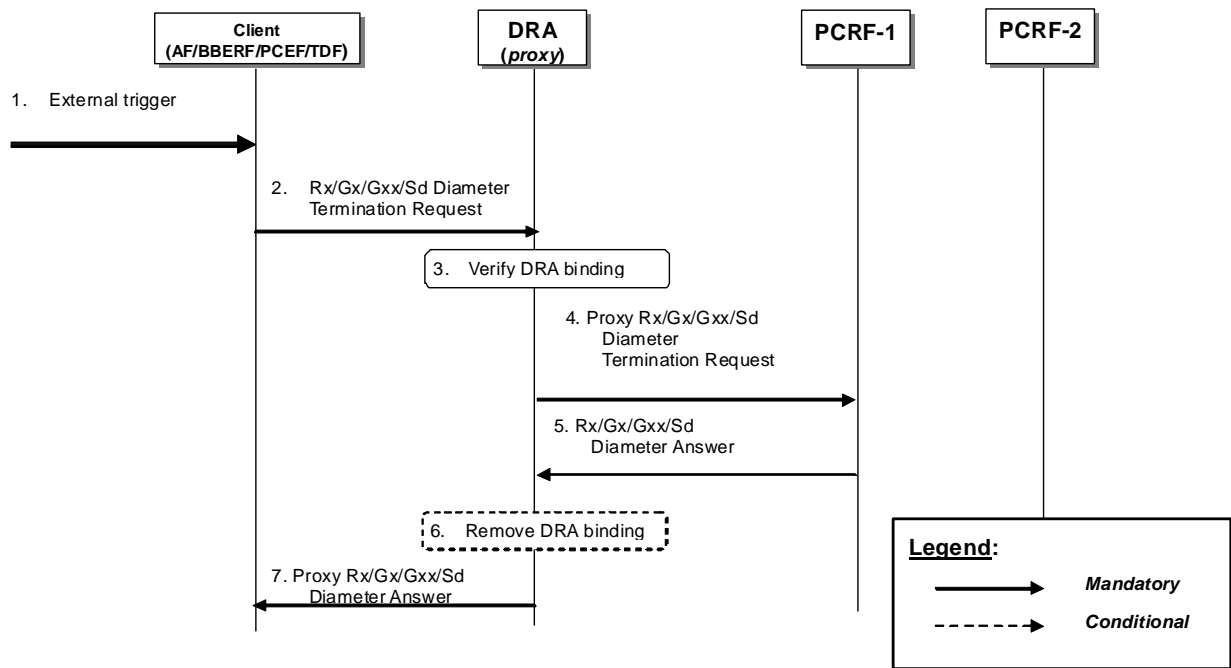 Client
(AF/BBERF/PCEF/TDF)
DRA
(proxy)
PCRF-1
PCRF-2
1. External trigger
2. Rx/Gx/Gxx/Sd Diameter
Termination Request
3. Verify DRA binding
4. Proxy Rx/Gx/Gxx/Sd
Diameter
Termination Request
5. Rx/Gx/Gxx/Sd
Diameter Answer
6. Remove DRA binding
7. Proxy Rx/Gx/Gxx/Sd
Diameter Answer
Legend:
Mandatory
Conditional